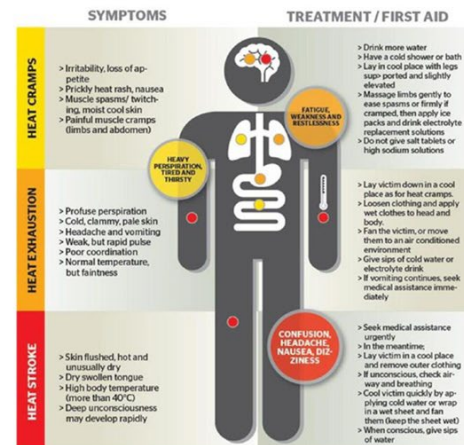 SYMPTOMS
TREATMENT / FIRST AID
HEAT CRAMPS
> Irritability, loss of ap-
petite
> Prickly heat rash, nausea
> Muscle spasms/ twitch-
ing, moist cool skin
> Painful muscle cramps
(limbs and abdomen)
> Drink more water
> Have a cold shower or bath
> Lay in cool place with legs
sup-ported and slightly
elevated
> Massage limbs gently to
ease spasms or firmly if
cramped, then apply ice
packs and drink electrolyte
replacement solutions
> Do not give salt tablets or
high sodium solutions
FATIGUE,
WEAKNESS AND
RESTLESSNESS
HEAVY
PERSPIRATION,
TIRED AND
THIRSTY
HEAT EXHAUSTION
> Profuse perspiration
> Cold, clammy, pale skin
> Headache and vomiting
> Weak, but rapid pulse
> Poor coordination
> Normal temperature,
but faintness
> Lay victim down in a cool
place as for heat cramps.
> Loosen clothing and apply
wet clothes to head and
body.
> Fan the victim, or move
them to an air conditioned
environment
> Give sips of cold water or
electrolyte drink
> If vomiting continues, seek
medical assistance imme-
diately
HEAT STROKE
> Skin flushed, hot and
unusually dry
> Dry swollen tongue
> High body temperature
(more than 40°C)
> Deep unconsciousness
may develop rapidly
CONFUSION,
HEADACHE,
NAUSEA, DIZ-
ZINESS
> Seek medical assistance
urgently
> In the meantime;
> Lay victim in a cool place
and remove outer clothing
> If unconscious, check air-
way and breathing
> Cool victim quickly by ap-
plying cold water or wrap
in a wet sheet and fan
them (keep the sheet wet)
> When conscious, give sips
of water